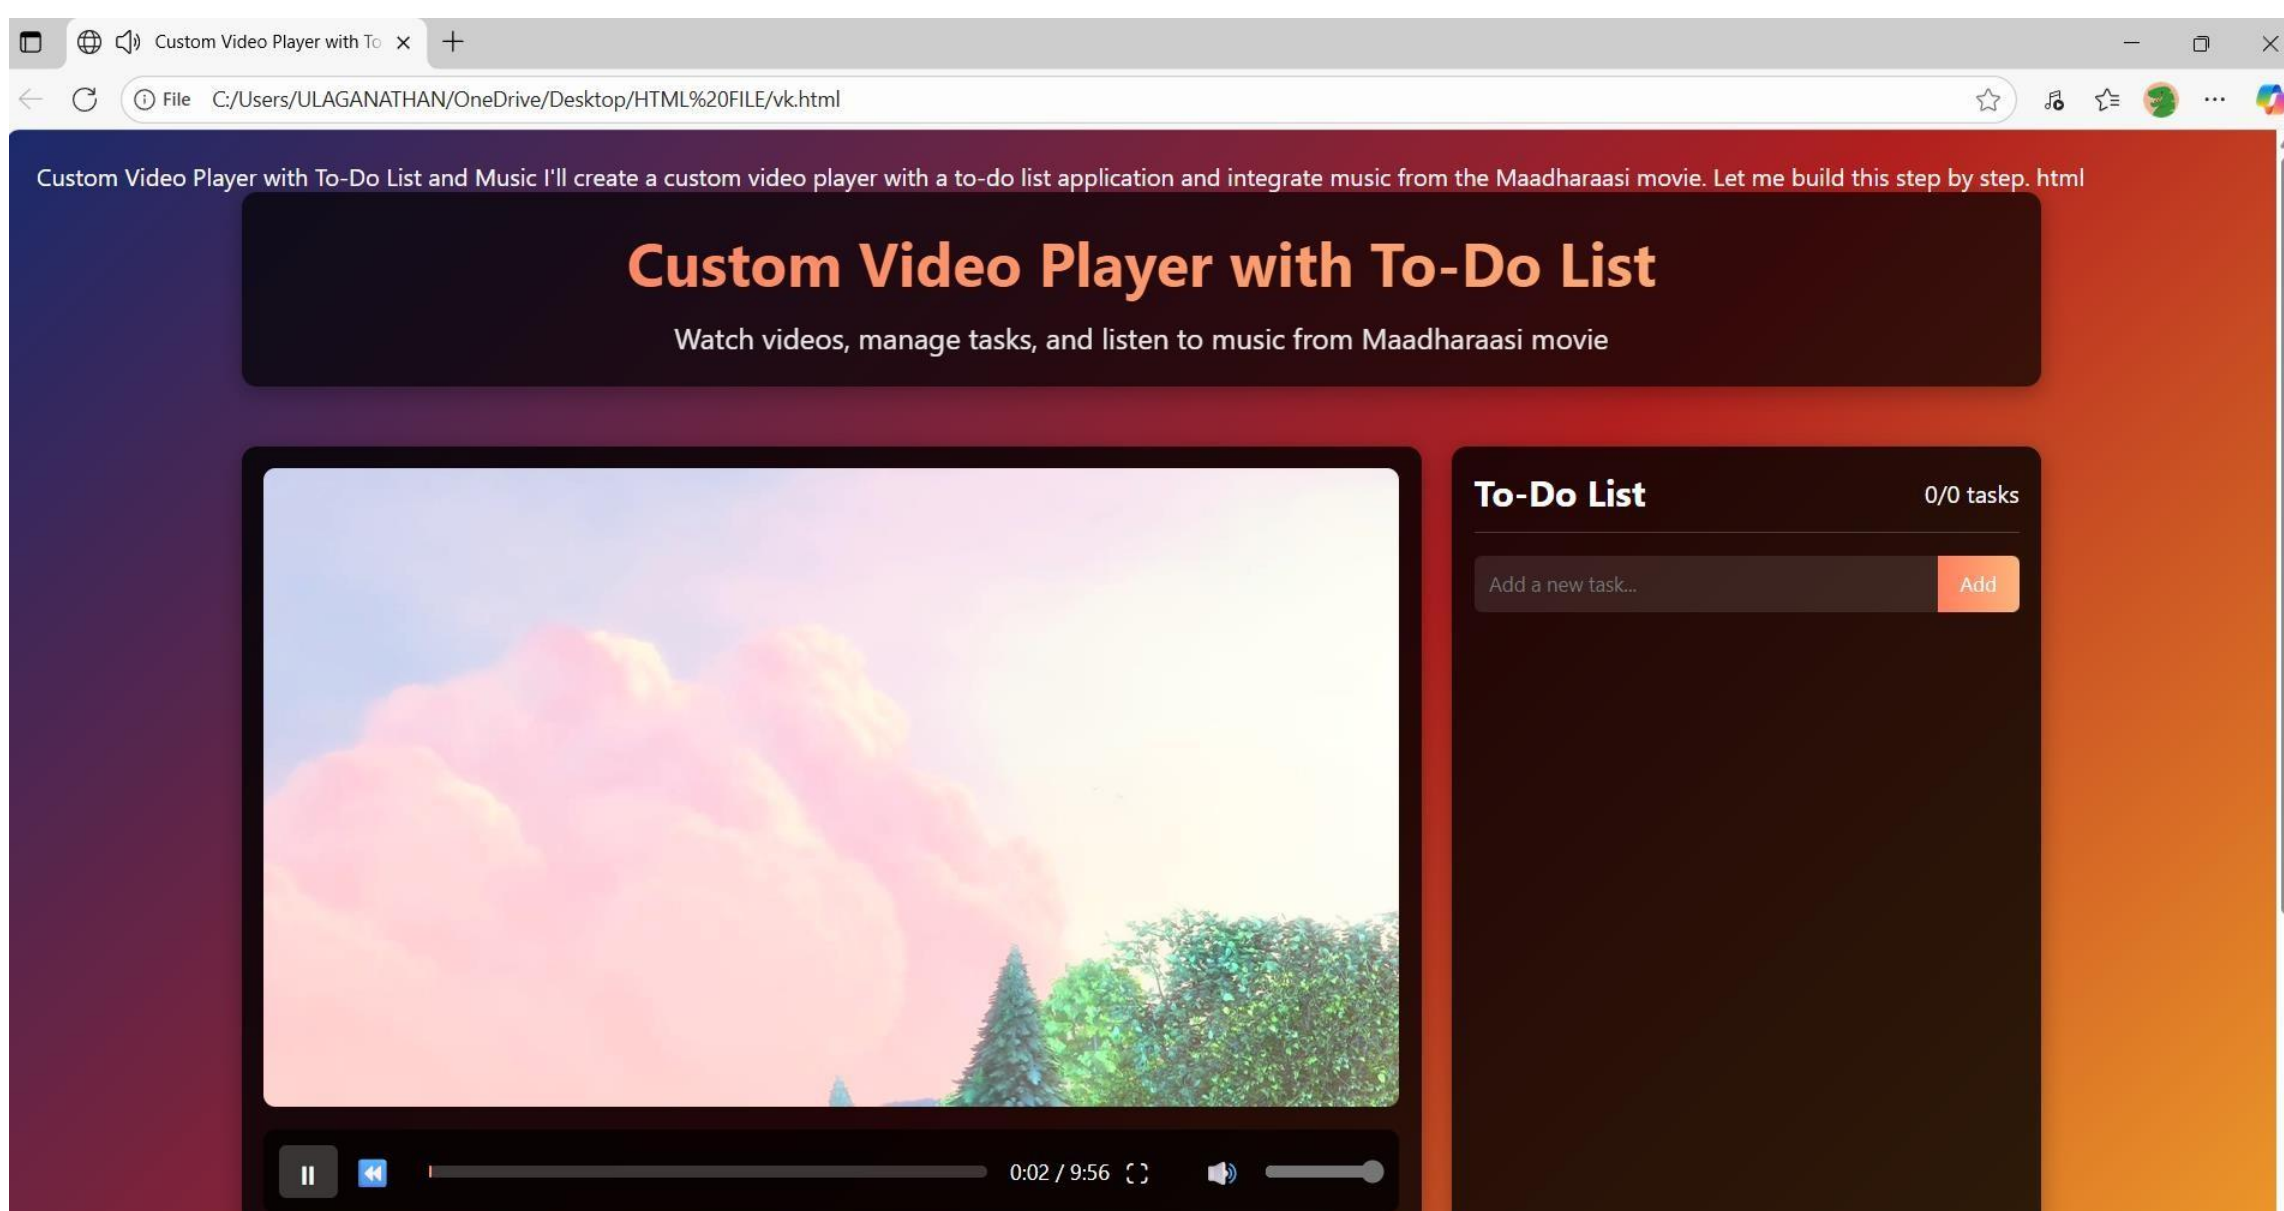 Custom Video Player with To
File C:/Users/ULAGANATHAN/OneDrive/Desktop/HTML%20FILE/vk.html
Custom Video Player with To-Do List and Music I'll create a custom video player with a to-do list application and integrate music from the Maadharaasi movie. Let me build this step by step. html
Custom Video Player with To-Do List
Watch videos, manage tasks, and listen to music from Maadharaasi movie
To-Do List
0/0 tasks
Add a new task...
Add
0:02 / 9:56